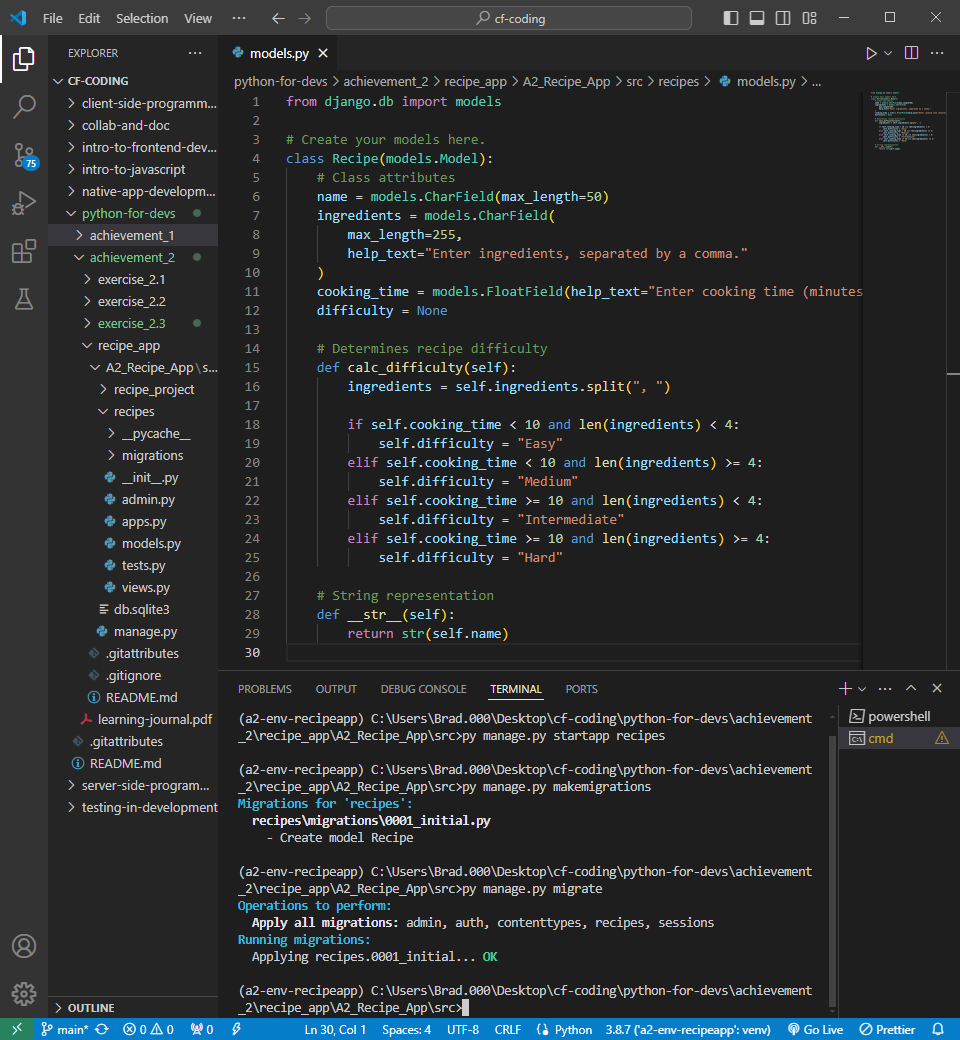 File Edit Selection View ··· cf-coding
EXPLORER ···
CF-CODING
client-side-programm...
collab-and-doc
intro-to-frontend-dev...
intro-to-javascript
native-app-developm...
python-for-devs
achievement_1
achievement_2
exercise_2.1
exercise_2.2
exercise_2.3
recipe_app
A2_Recipe_App\s...
recipe_project
recipes
__pycache__
migrations
__init__.py
admin.py
apps.py
models.py
tests.py
views.py
db.sqlite3
manage.py
.gitattributes
.gitignore
README.md
learning-journal.pdf
.gitattributes
README.md
server-side-program...
testing-in-development
OUTLINE
75
models.py
python-for-devs > achievement_2 > recipe_app > A2_Recipe_App > src > recipes > models.py > ...
1 from django.db import models
2
3 # Create your models here.
4 class Recipe(models.Model):
5 # Class attributes
6 name = models.CharField(max_length=50)
7 ingredients = models.CharField(
8 max_length=255,
9 help_text="Enter ingredients, separated by a comma."
10 )
11 cooking_time = models.FloatField(help_text="Enter cooking time (minutes
12 difficulty = None
13
14 # Determines recipe difficulty
15 def calc_difficulty(self):
16 ingredients = self.ingredients.split(", ")
17
18 if self.cooking_time < 10 and len(ingredients) < 4:
19 self.difficulty = "Easy"
20 elif self.cooking_time < 10 and len(ingredients) >= 4:
21 self.difficulty = "Medium"
22 elif self.cooking_time >= 10 and len(ingredients) < 4:
23 self.difficulty = "Intermediate"
24 elif self.cooking_time >= 10 and len(ingredients) >= 4:
25 self.difficulty = "Hard"
26
27 # String representation
28 def __str__(self):
29 return str(self.name)
30
PROBLEMS OUTPUT DEBUG CONSOLE TERMINAL PORTS
powershell
cmd
(a2-env-recipeapp) C:\Users\Brad.000\Desktop\cf-coding\python-for-devs\achievement
_2\recipe_app\A2_Recipe_App\src>py manage.py startapp recipes
(a2-env-recipeapp) C:\Users\Brad.000\Desktop\cf-coding\python-for-devs\achievement
_2\recipe_app\A2_Recipe_App\src>py manage.py makemigrations
Migrations for 'recipes':
recipes\migrations\0001_initial.py
- Create model Recipe
(a2-env-recipeapp) C:\Users\Brad.000\Desktop\cf-coding\python-for-devs\achievement
_2\recipe_app\A2_Recipe_App\src>py manage.py migrate
Operations to perform:
Apply all migrations: admin, auth, contenttypes, recipes, sessions
Running migrations:
Applying recipes.0001_initial... OK
(a2-env-recipeapp) C:\Users\Brad.000\Desktop\cf-coding\python-for-devs\achievement
_2\recipe_app\A2_Recipe_App\src>
main* 0 0 0 Ln 30, Col 1 Spaces: 4 UTF-8 CRLF Python 3.8.7 ('a2-env-recipeapp': venv) Go Live Prettier